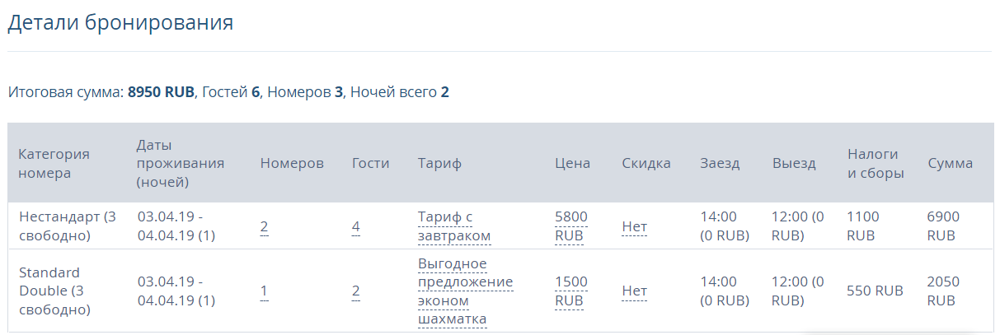 Детали бронирования
Итоговая сумма: 8950 RUB, Гостей 6, Номеров 3, Ночей всего 2
Категория номера
Даты проживания (ночей)
Номеров
Гости
Тариф
Цена
Скидка
Заезд
Выезд
Налоги и сборы
Сумма
Нестандарт (3 свободно)
03.04.19 - 04.04.19 (1)
2
4
Тариф с завтраком
5800 RUB
Нет
14:00 (0 RUB)
12:00 (0 RUB)
1100 RUB
6900 RUB
Standard Double (3 свободно)
03.04.19 - 04.04.19 (1)
1
2
Выгодное предложение эконом шахматка
1500 RUB
Нет
14:00 (0 RUB)
12:00 (0 RUB)
550 RUB
2050 RUB